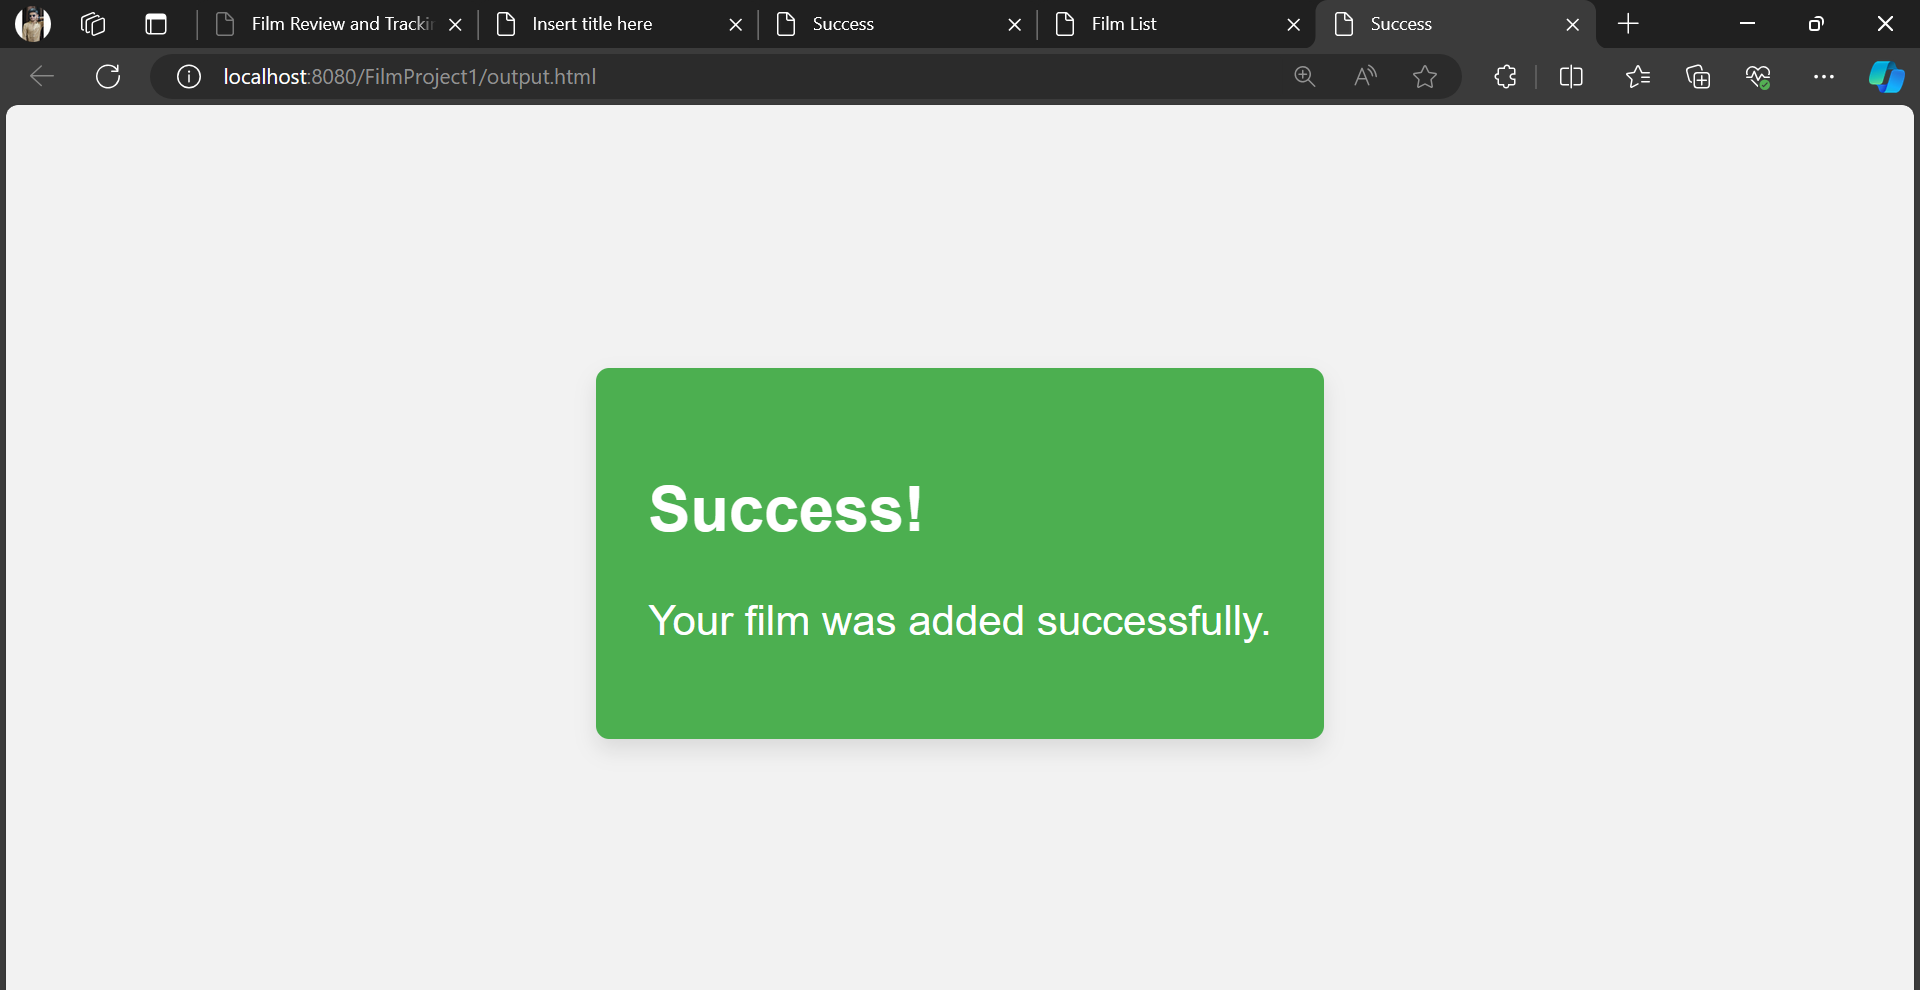 Film Review and Tracki
Insert title here
Success
Film List
Success
localhost:8080/FilmProject1/output.html
Success!
Your film was added successfully.